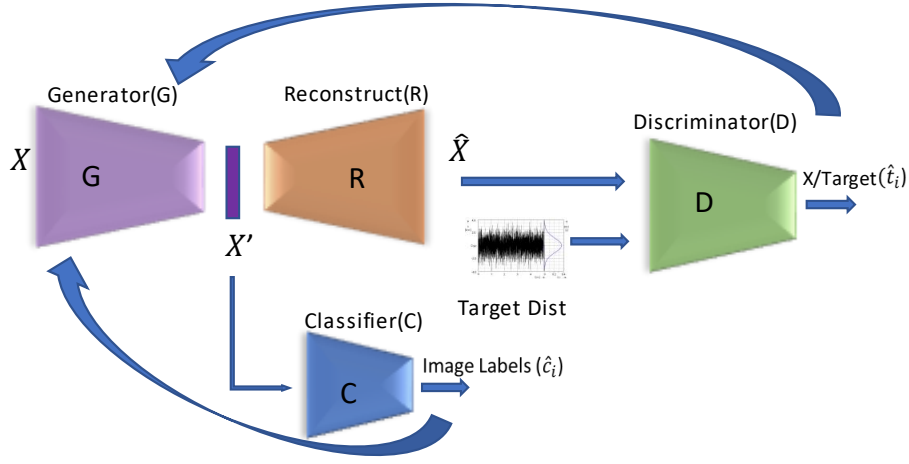 Generator(G)
Reconstruct(R)
Discriminator(D)
X
G
R
X̂
D
X/Target(t̂ᵢ)
X'
Target Dist
Classifier(C)
Image Labels (ĉᵢ)
C